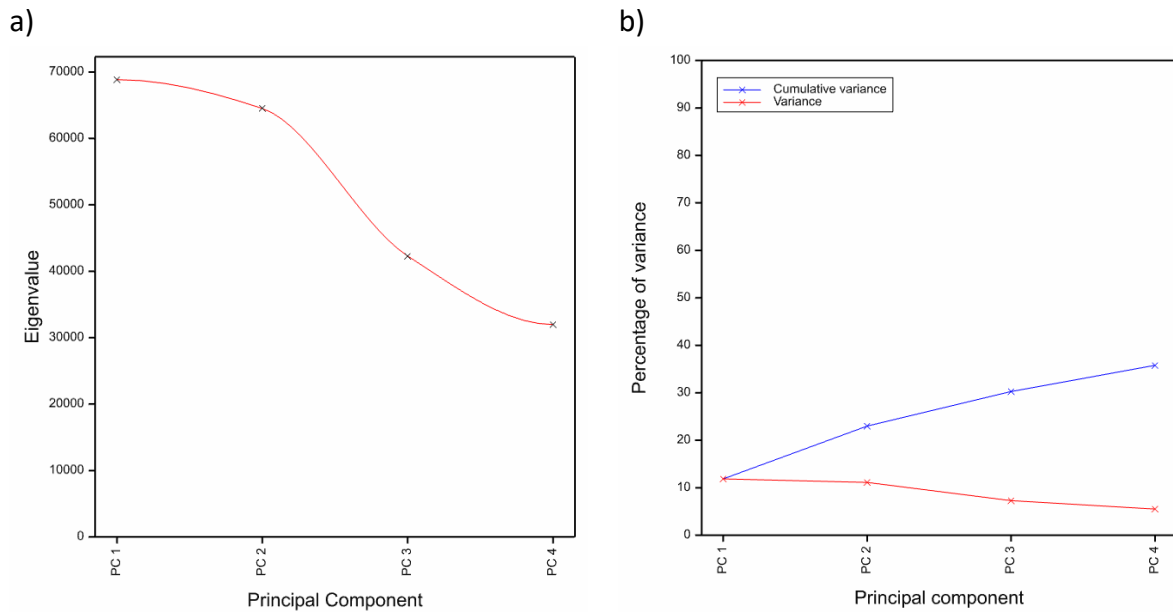 a)
70000
60000
50000
40000
30000
20000
10000
0
Eigenvalue
PC 1
PC 2
PC 3
PC 4
Principal Component
b)
100
90
80
70
60
50
40
30
20
10
0
Percentage of variance
Cumulative variance
Variance
PC 1
PC 2
PC 3
PC 4
Principal component